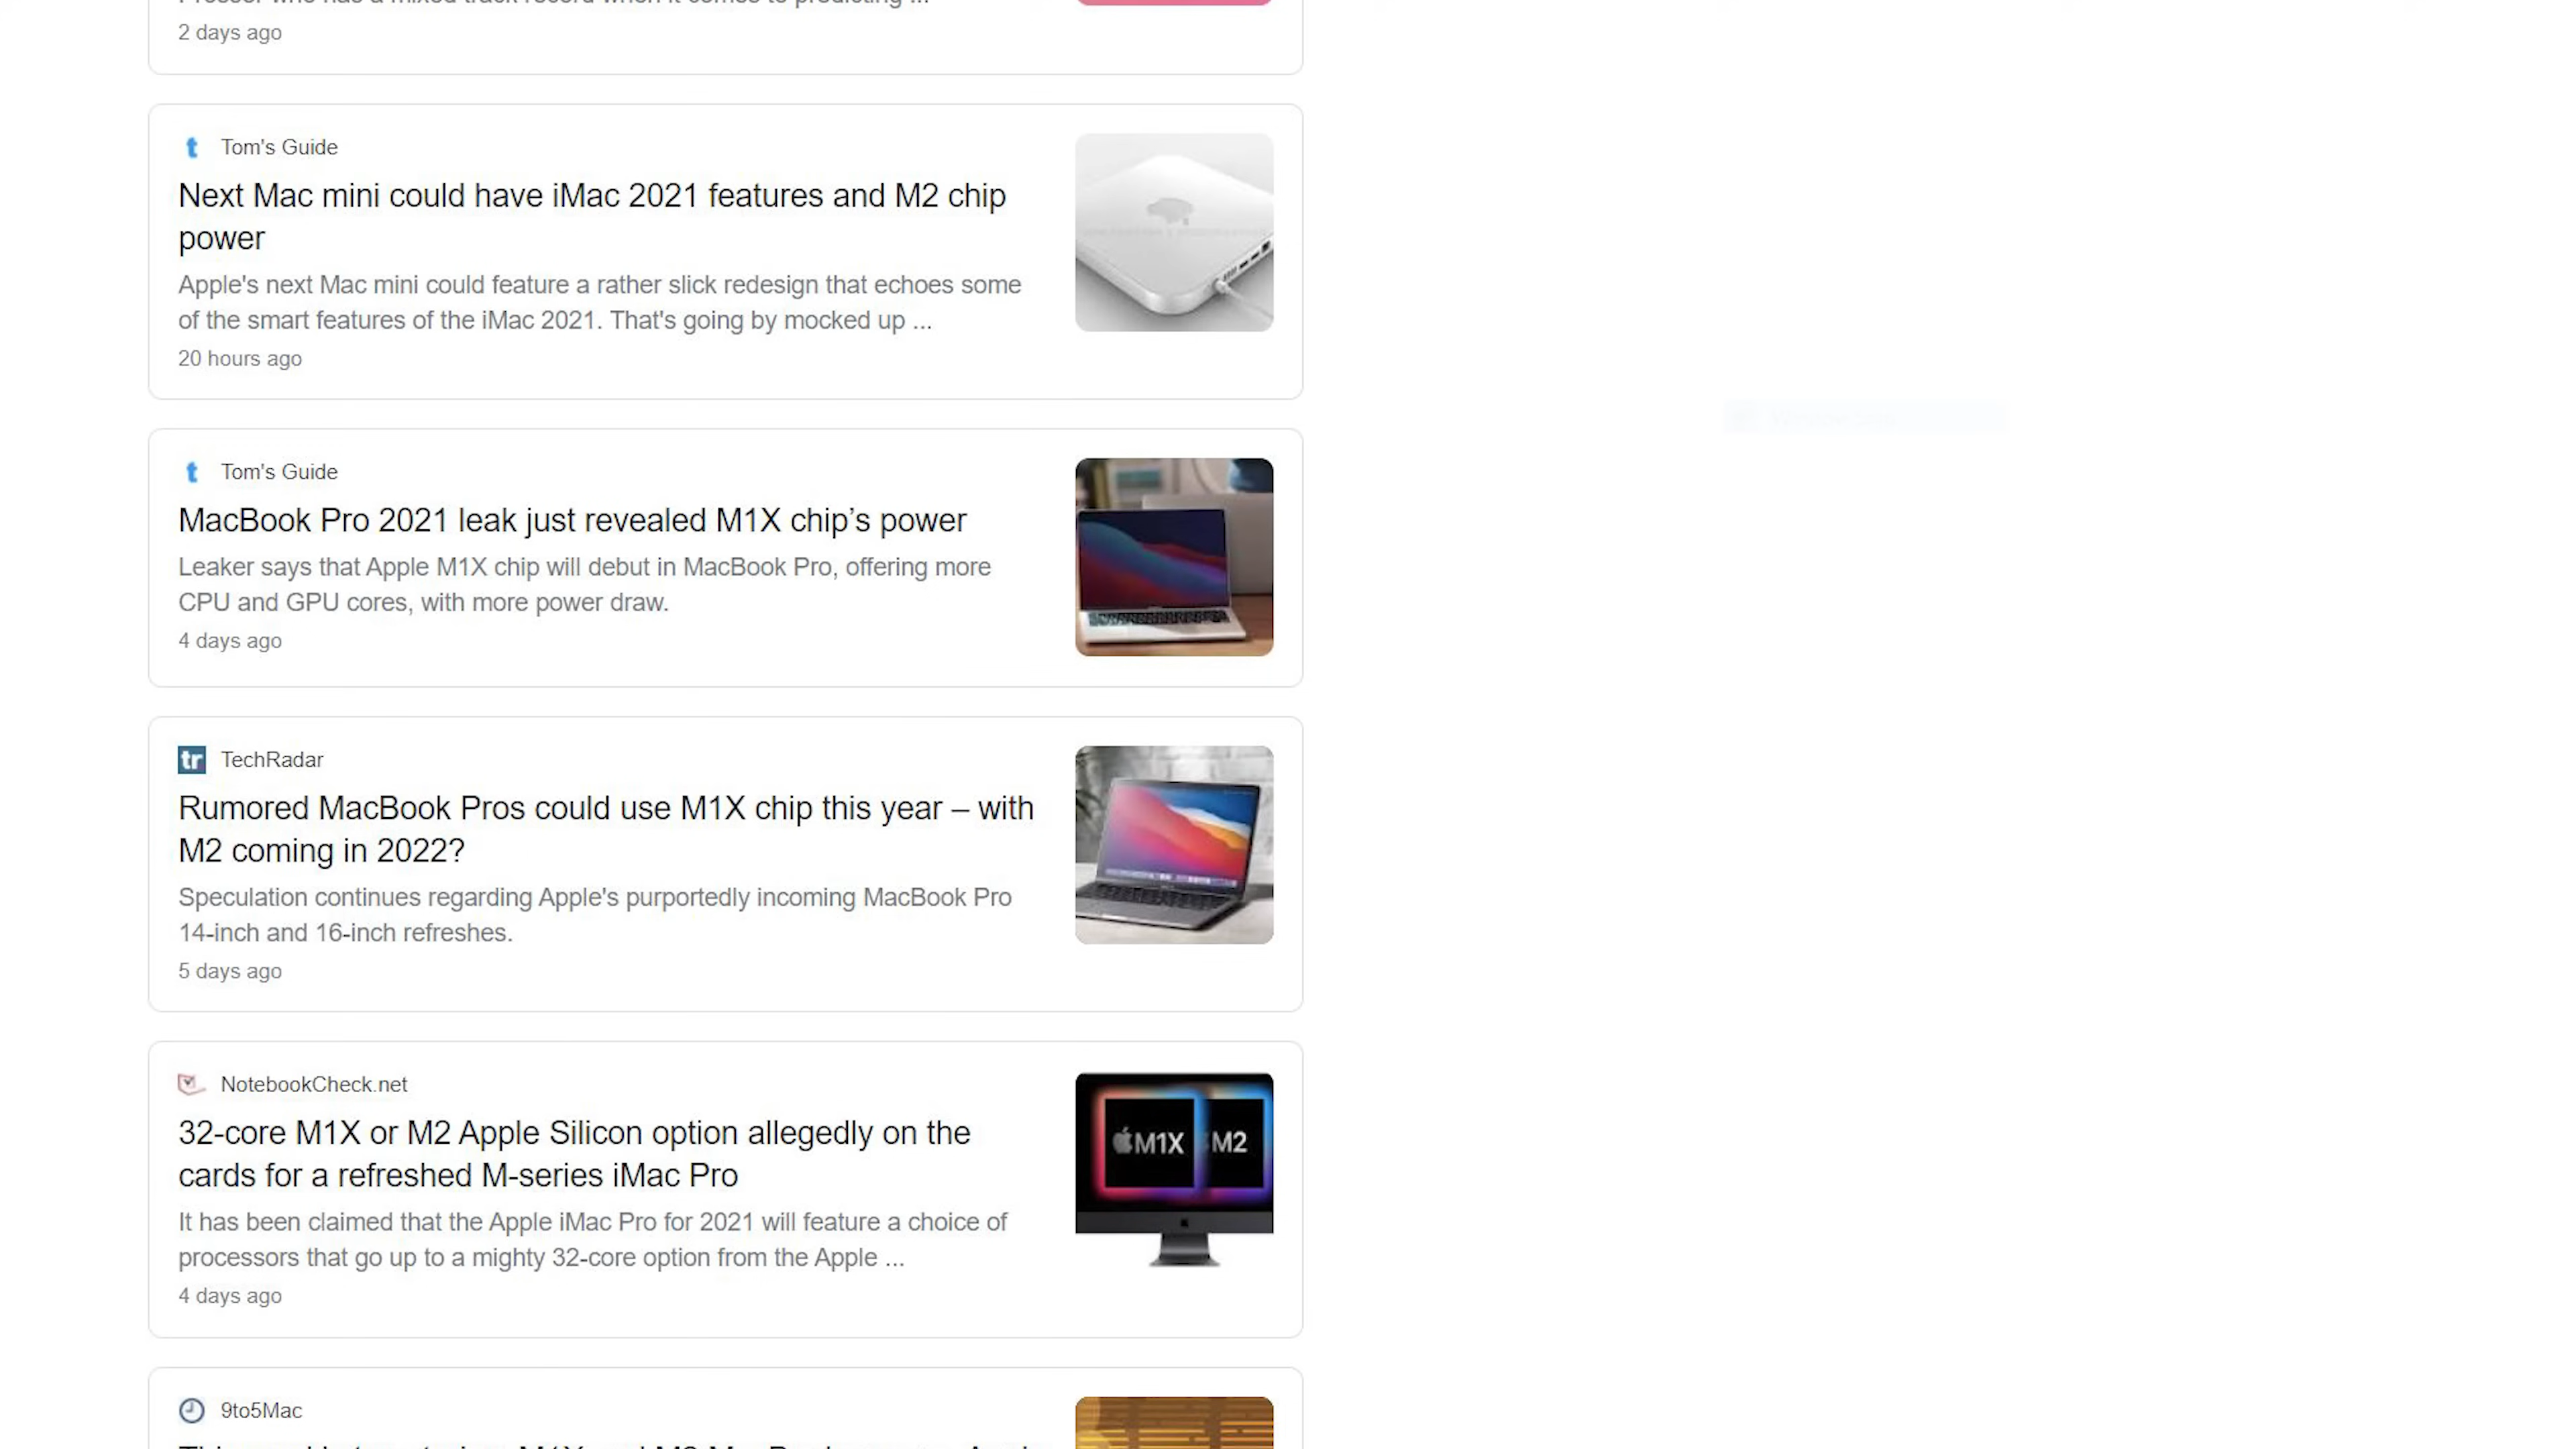 2 days ago
Tom's Guide
Next Mac mini could have iMac 2021 features and M2 chip
power
Apple's next Mac mini could feature a rather slick redesign that echoes some
of the smart features of the iMac 2021. That's going by mocked up ...
20 hours ago
Tom's Guide
MacBook Pro 2021 leak just revealed M1X chip’s power
Leaker says that Apple M1X chip will debut in MacBook Pro, offering more
CPU and GPU cores, with more power draw.
4 days ago
tr TechRadar
Rumored MacBook Pros could use M1X chip this year – with
M2 coming in 2022?
Speculation continues regarding Apple's purportedly incoming MacBook Pro
14-inch and 16-inch refreshes.
5 days ago
NotebookCheck.net
32-core M1X or M2 Apple Silicon option allegedly on the
cards for a refreshed M-series iMac Pro
It has been claimed that the Apple iMac Pro for 2021 will feature a choice of
processors that go up to a mighty 32-core option from the Apple ...
4 days ago
M1X M2
9to5Mac